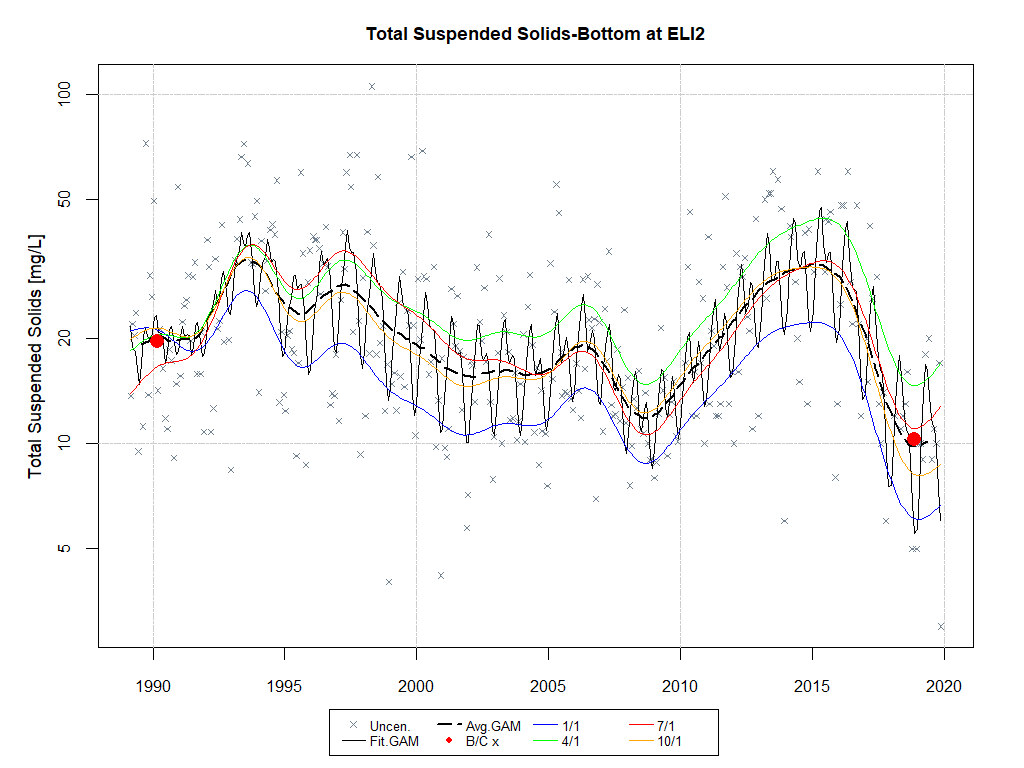 Total Suspended Solids-Bottom at ELI2
Total Suspended Solids [mg/L]
100
50
20
10
5
1990 1995 2000 2005 2010 2015 2020
Uncen. Avg.GAM 1/1 7/1
Fit.GAM B/C x 4/1 10/1